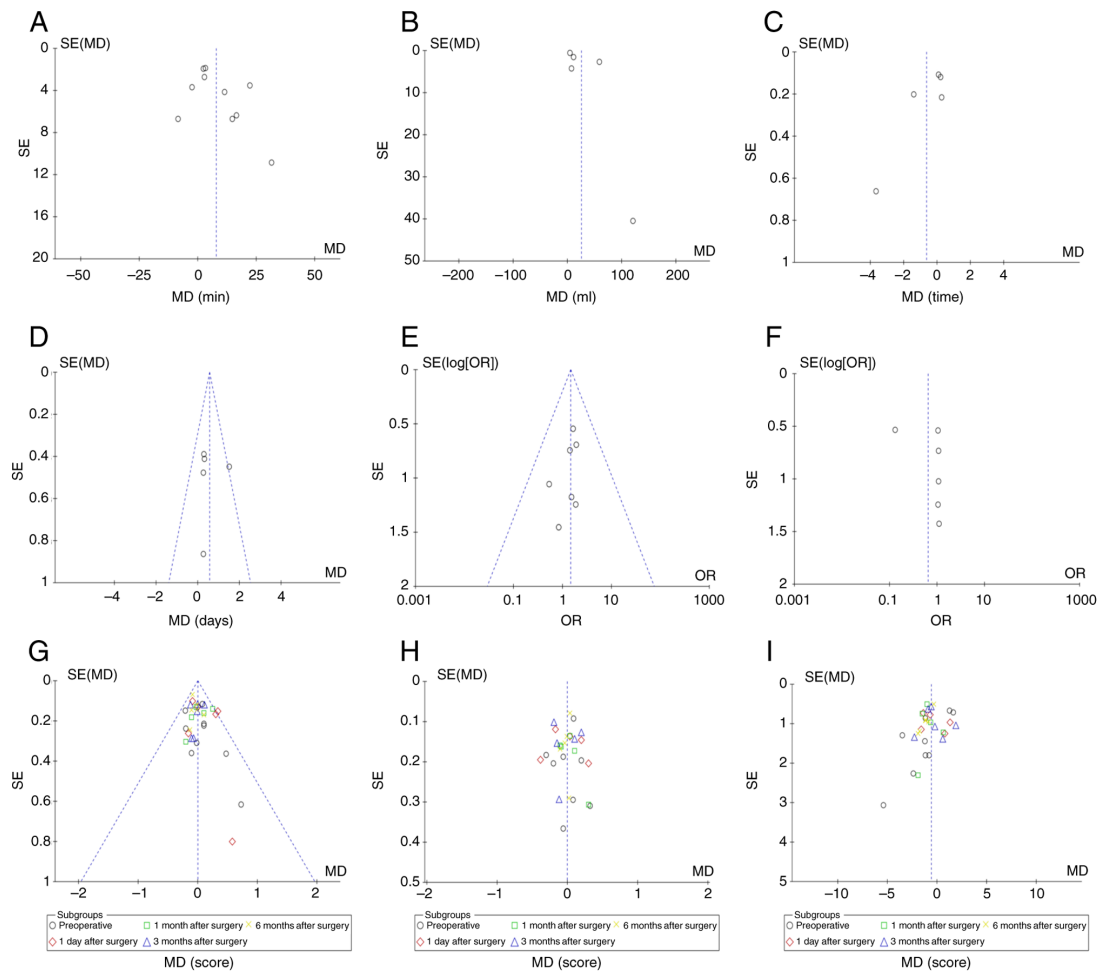 A
SE(MD)
0
4
8
12
16
20
SE
−50
−25
0
25
50
MD
MD (min)
B
SE(MD)
0
10
20
30
40
50
SE
−200
−100
0
100
200
MD
MD (ml)
C
SE(MD)
0
0.2
0.4
0.6
0.8
1
SE
−4
−2
0
2
4
MD
MD (time)
D
SE(MD)
0
0.2
0.4
0.6
0.8
1
SE
−4
−2
0
2
4
MD
MD (days)
E
SE(log[OR])
0
0.5
1
1.5
2
SE
0.001
0.1
1
10
1000
OR
OR
F
SE(log[OR])
0
0.5
1
1.5
2
SE
0.001
0.1
1
10
1000
OR
OR
G
SE(MD)
0
0.2
0.4
0.6
0.8
1
SE
−2
−1
0
1
2
MD
Subgroups
Preoperative
1 month after surgery
6 months after surgery
1 day after surgery
3 months after surgery
MD (score)
H
SE(MD)
0
0.1
0.2
0.3
0.4
0.5
SE
−2
−1
0
1
2
MD
Subgroups
Preoperative
1 month after surgery
6 months after surgery
1 day after surgery
3 months after surgery
MD (score)
I
SE(MD)
0
1
2
3
4
5
SE
−10
−5
0
5
10
MD
Subgroups
Preoperative
1 month after surgery
6 months after surgery
1 day after surgery
3 months after surgery
MD (score)